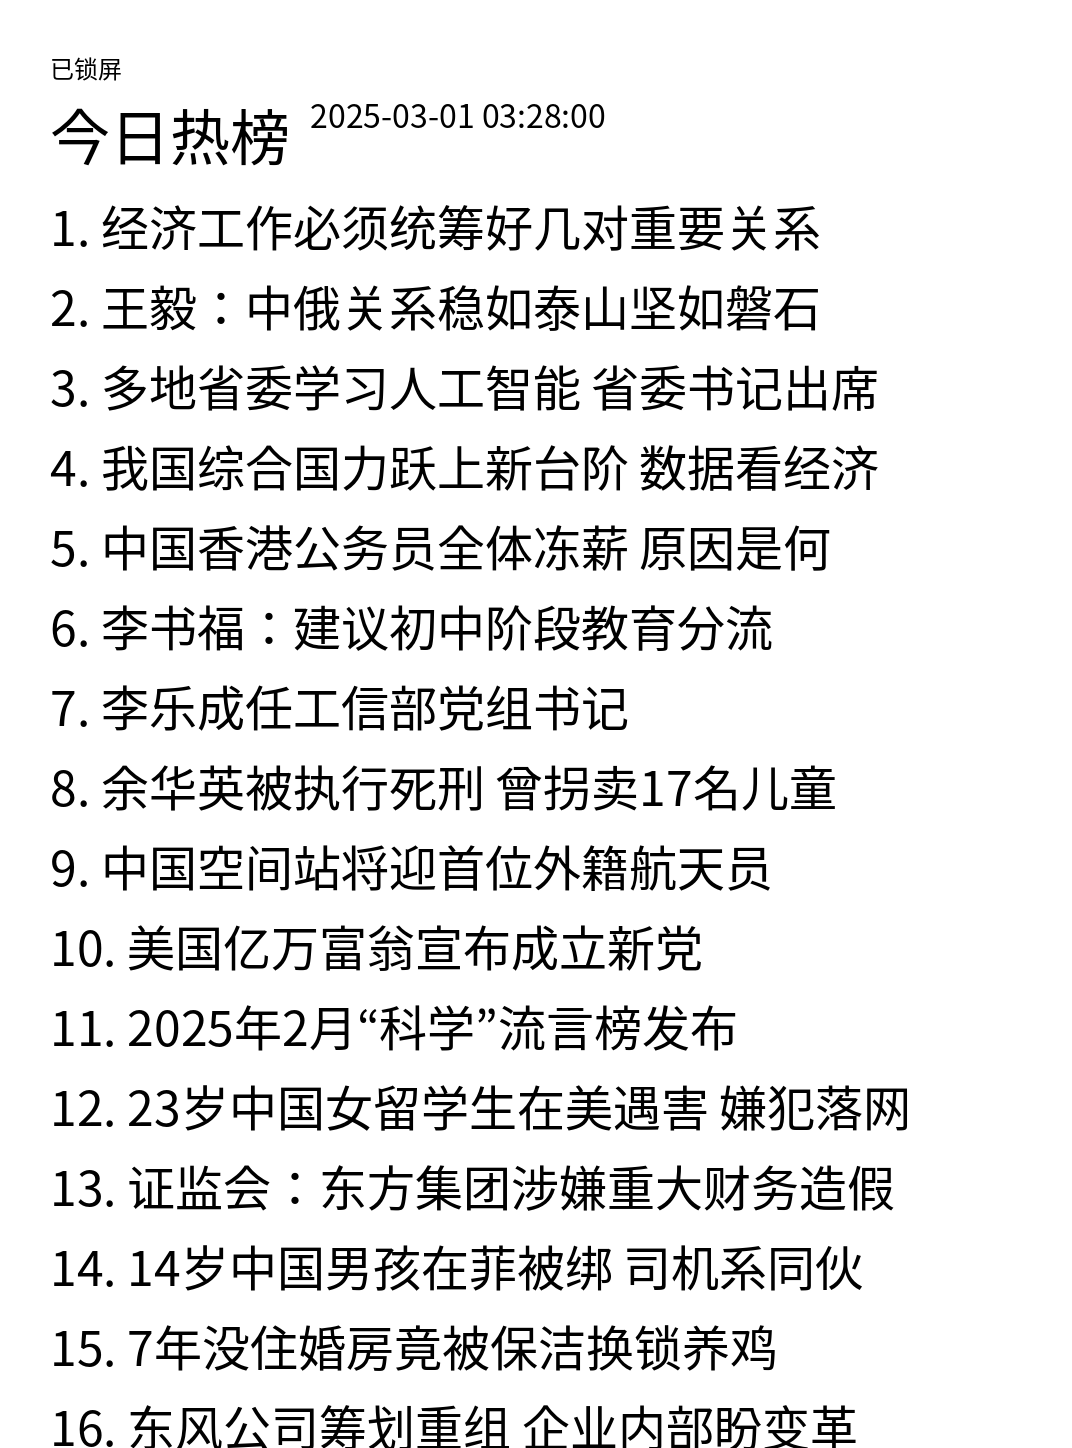 已锁屏
今日热榜 2025-03-01 03:28:00
1. 经济工作必须统筹好几对重要关系
2. 王毅：中俄关系稳如泰山坚如磐石
3. 多地省委学习人工智能 省委书记出席
4. 我国综合国力跃上新台阶 数据看经济
5. 中国香港公务员全体冻薪 原因是何
6. 李书福：建议初中阶段教育分流
7. 李乐成任工信部党组书记
8. 余华英被执行死刑 曾拐卖17名儿童
9. 中国空间站将迎首位外籍航天员
10. 美国亿万富翁宣布成立新党
11. 2025年2月“科学”流言榜发布
12. 23岁中国女留学生在美遇害 嫌犯落网
13. 证监会：东方集团涉嫌重大财务造假
14. 14岁中国男孩在菲被绑 司机系同伙
15. 7年没住婚房竟被保洁换锁养鸡
16. 东风公司筹划重组 企业内部盼变革